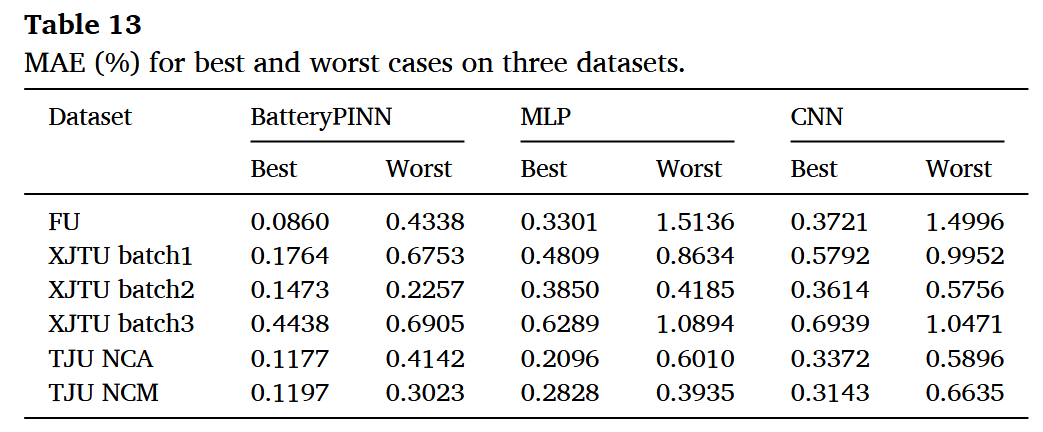 Table 13
MAE (%) for best and worst cases on three datasets.
Dataset BatteryPINN MLP CNN
Best Worst Best Worst Best Worst
FU 0.0860 0.4338 0.3301 1.5136 0.3721 1.4996
XJTU batch1 0.1764 0.6753 0.4809 0.8634 0.5792 0.9952
XJTU batch2 0.1473 0.2257 0.3850 0.4185 0.3614 0.5756
XJTU batch3 0.4438 0.6905 0.6289 1.0894 0.6939 1.0471
TJU NCA 0.1177 0.4142 0.2096 0.6010 0.3372 0.5896
TJU NCM 0.1197 0.3023 0.2828 0.3935 0.3143 0.6635